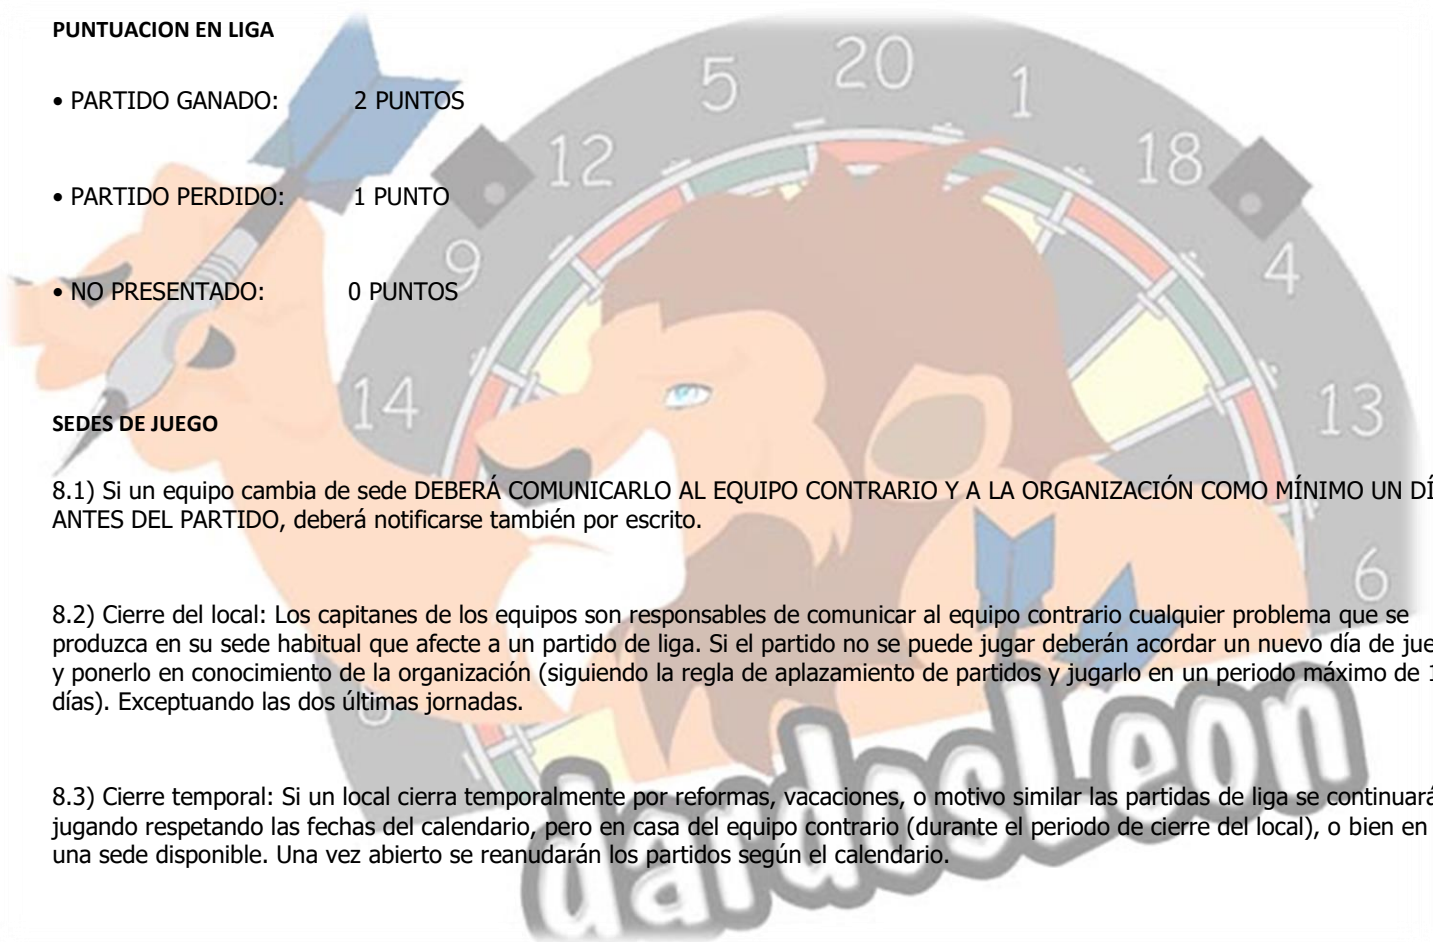 PUNTUACION EN LIGA
• PARTIDO GANADO: 2 PUNTOS
• PARTIDO PERDIDO: 1 PUNTO
• NO PRESENTADO: 0 PUNTOS
SEDES DE JUEGO
8.1) Si un equipo cambia de sede DEBERÁ COMUNICARLO AL EQUIPO CONTRARIO Y A LA ORGANIZACIÓN COMO MÍNIMO UN
ANTES DEL PARTIDO, deberá notificarse también por escrito.
8.2) Cierre del local: Los capitanes de los equipos son responsables de comunicar al equipo contrario cualquier problema que se
produzca en su sede habitual que afecte a un partido de liga. Si el partido no se puede jugar deberán acordar un nuevo día de
y ponerlo en conocimiento de la organización (siguiendo la regla de aplazamiento de partidos y jugarlo en un periodo máximo de
días). Exceptuando las dos últimas jornadas.
8.3) Cierre temporal: Si un local cierra temporalmente por reformas, vacaciones, o motivo similar las partidas de liga se
jugando respetando las fechas del calendario, pero en casa del equipo contrario (durante el periodo de cierre del local), o bien en
una sede disponible. Una vez abierto se reanudarán los partidos según el calendario.
5 20 1
12 18
9 4
14 13
6
dardosLeon